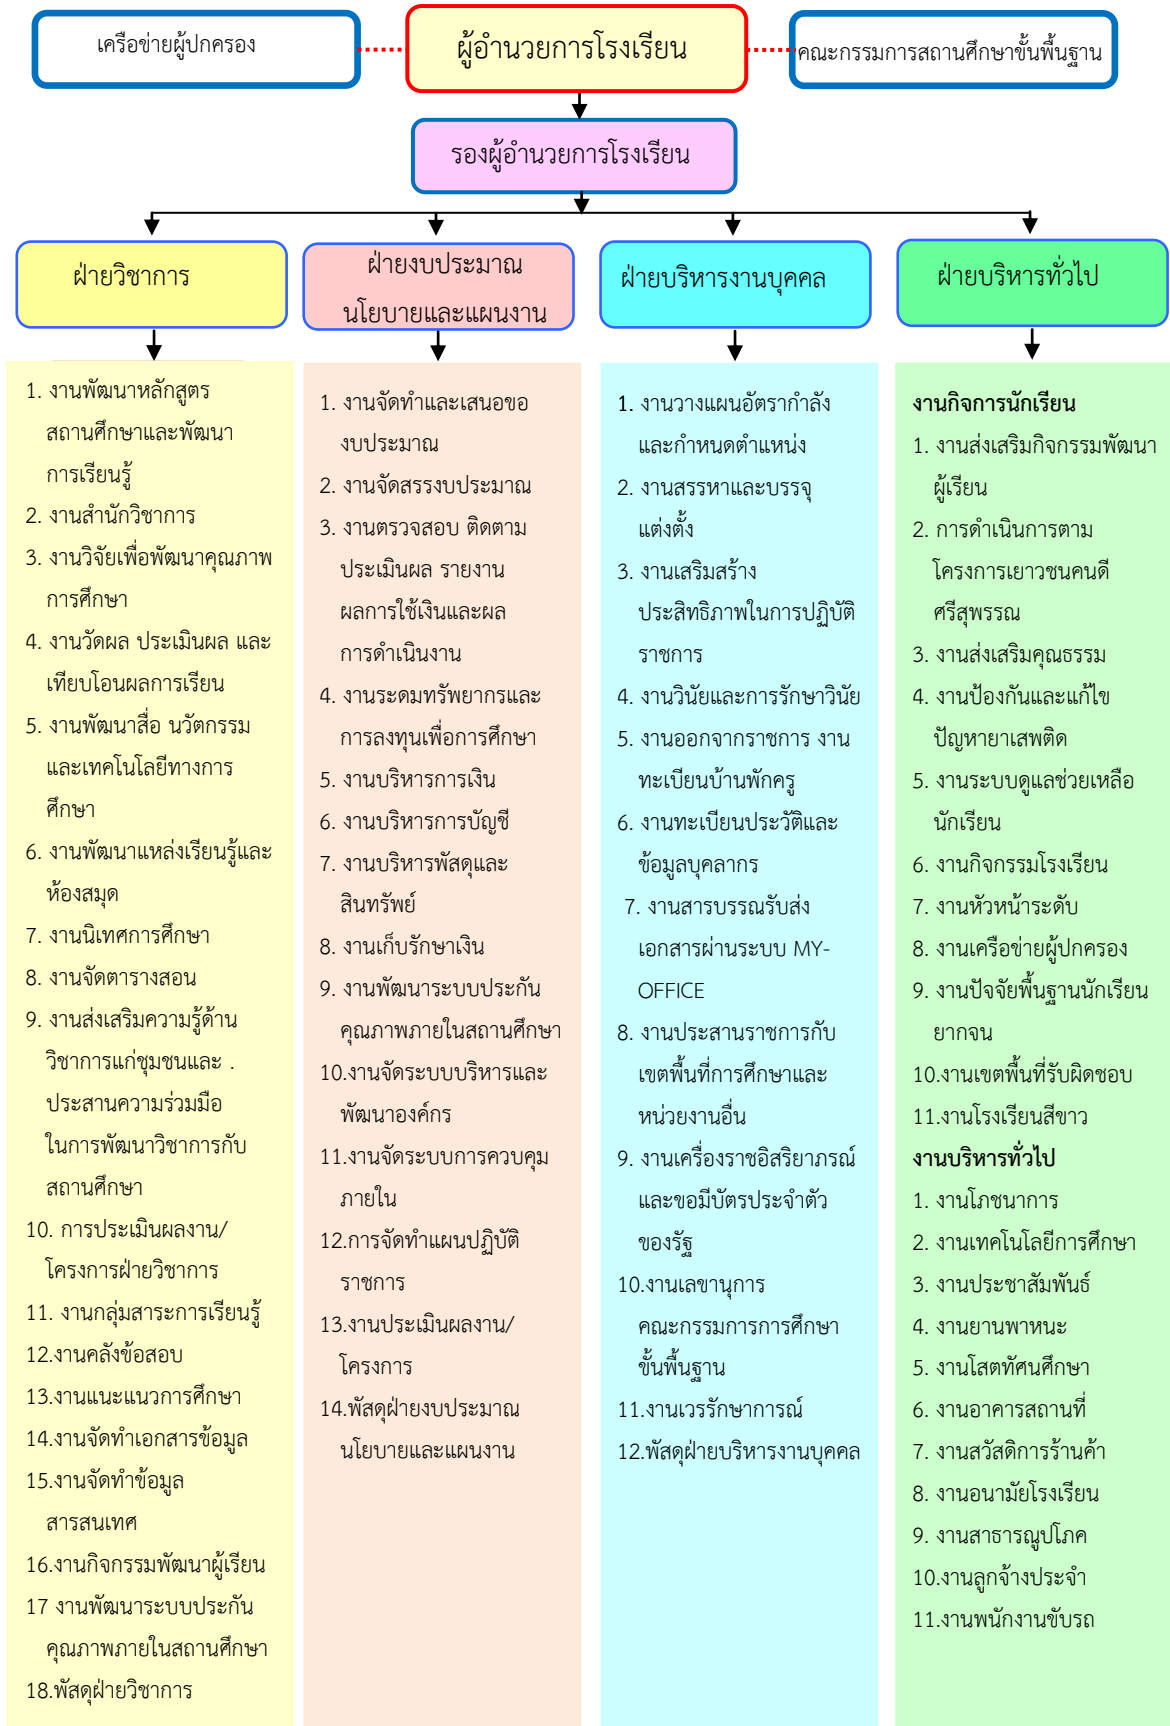 เครือข่ายผู้ปกครอง
ผู้อำนวยการโรงเรียน
คณะกรรมการสถานศึกษาขั้นพื้นฐาน
รองผู้อำนวยการโรงเรียน
ฝ่ายวิชาการ
ฝ่ายงบประมาณ
นโยบายและแผนงาน
ฝ่ายบริหารงานบุคคล
ฝ่ายบริหารทั่วไป
1. งานพัฒนาหลักสูตร
สถานศึกษาและพัฒนา
การเรียนรู้
2. งานสำนักวิชาการ
3. งานวิจัยเพื่อพัฒนาคุณภาพ
การศึกษา
4. งานวัดผล ประเมินผล และ
เทียบโอนผลการเรียน
5. งานพัฒนาสื่อ นวัตกรรม
และเทคโนโลยีทางการ
ศึกษา
6. งานพัฒนาแหล่งเรียนรู้และ
ห้องสมุด
7. งานนิเทศการศึกษา
8. งานจัดตารางสอน
9. งานส่งเสริมความรู้ด้าน
วิชาการแก่ชุมชนและ .
ประสานความร่วมมือ
ในการพัฒนาวิชาการกับ
สถานศึกษา
10. การประเมินผลงาน/
โครงการฝ่ายวิชาการ
11. งานกลุ่มสาระการเรียนรู้
12.งานคลังข้อสอบ
13.งานแนะแนวการศึกษา
14.งานจัดทำเอกสารข้อมูล
15.งานจัดทำข้อมูล
สารสนเทศ
16.งานกิจกรรมพัฒนาผู้เรียน
17 งานพัฒนาระบบประกัน
คุณภาพภายในสถานศึกษา
18.พัสดุฝ่ายวิชาการ
1. งานจัดทำและเสนอขอ
งบประมาณ
2. งานจัดสรรงบประมาณ
3. งานตรวจสอบ ติดตาม
ประเมินผล รายงาน
ผลการใช้เงินและผล
การดำเนินงาน
4. งานระดมทรัพยากรและ
การลงทุนเพื่อการศึกษา
5. งานบริหารการเงิน
6. งานบริหารการบัญชี
7. งานบริหารพัสดุและ
สินทรัพย์
8. งานเก็บรักษาเงิน
9. งานพัฒนาระบบประกัน
คุณภาพภายในสถานศึกษา
10.งานจัดระบบบริหารและ
พัฒนาองค์กร
11.งานจัดระบบการควบคุม
ภายใน
12.การจัดทำแผนปฏิบัติ
ราชการ
13.งานประเมินผลงาน/
โครงการ
14.พัสดุฝ่ายงบประมาณ
นโยบายและแผนงาน
1. งานวางแผนอัตรากำลัง
และกำหนดตำแหน่ง
2. งานสรรหาและบรรจุ
แต่งตั้ง
3. งานเสริมสร้าง
ประสิทธิภาพในการปฏิบัติ
ราชการ
4. งานวินัยและการรักษาวินัย
5. งานออกจากราชการ งาน
ทะเบียนบ้านพักครู
6. งานทะเบียนประวัติและ
ข้อมูลบุคลากร
7. งานสารบรรณรับส่ง
เอกสารผ่านระบบ MY-
OFFICE
8. งานประสานราชการกับ
เขตพื้นที่การศึกษาและ
หน่วยงานอื่น
9. งานเครื่องราชอิสริยาภรณ์
และขอมีบัตรประจำตัว
ของรัฐ
10.งานเลขานุการ
คณะกรรมการการศึกษา
ขั้นพื้นฐาน
11.งานเวรรักษาการณ์
12.พัสดุฝ่ายบริหารงานบุคคล
งานกิจการนักเรียน
1. งานส่งเสริมกิจกรรมพัฒนา
ผู้เรียน
2. การดำเนินการตาม
โครงการเยาวชนคนดี
ศรีสุพรรณ
3. งานส่งเสริมคุณธรรม
4. งานป้องกันและแก้ไข
ปัญหายาเสพติด
5. งานระบบดูแลช่วยเหลือ
นักเรียน
6. งานกิจกรรมโรงเรียน
7. งานหัวหน้าระดับ
8. งานเครือข่ายผู้ปกครอง
9. งานปัจจัยพื้นฐานนักเรียน
ยากจน
10.งานเขตพื้นที่รับผิดชอบ
11.งานโรงเรียนสีขาว
งานบริหารทั่วไป
1. งานโภชนาการ
2. งานเทคโนโลยีการศึกษา
3. งานประชาสัมพันธ์
4. งานยานพาหนะ
5. งานโสตทัศนศึกษา
6. งานอาคารสถานที่
7. งานสวัสดิการร้านค้า
8. งานอนามัยโรงเรียน
9. งานสาธารณูปโภค
10.งานลูกจ้างประจำ
11.งานพนักงานขับรถ